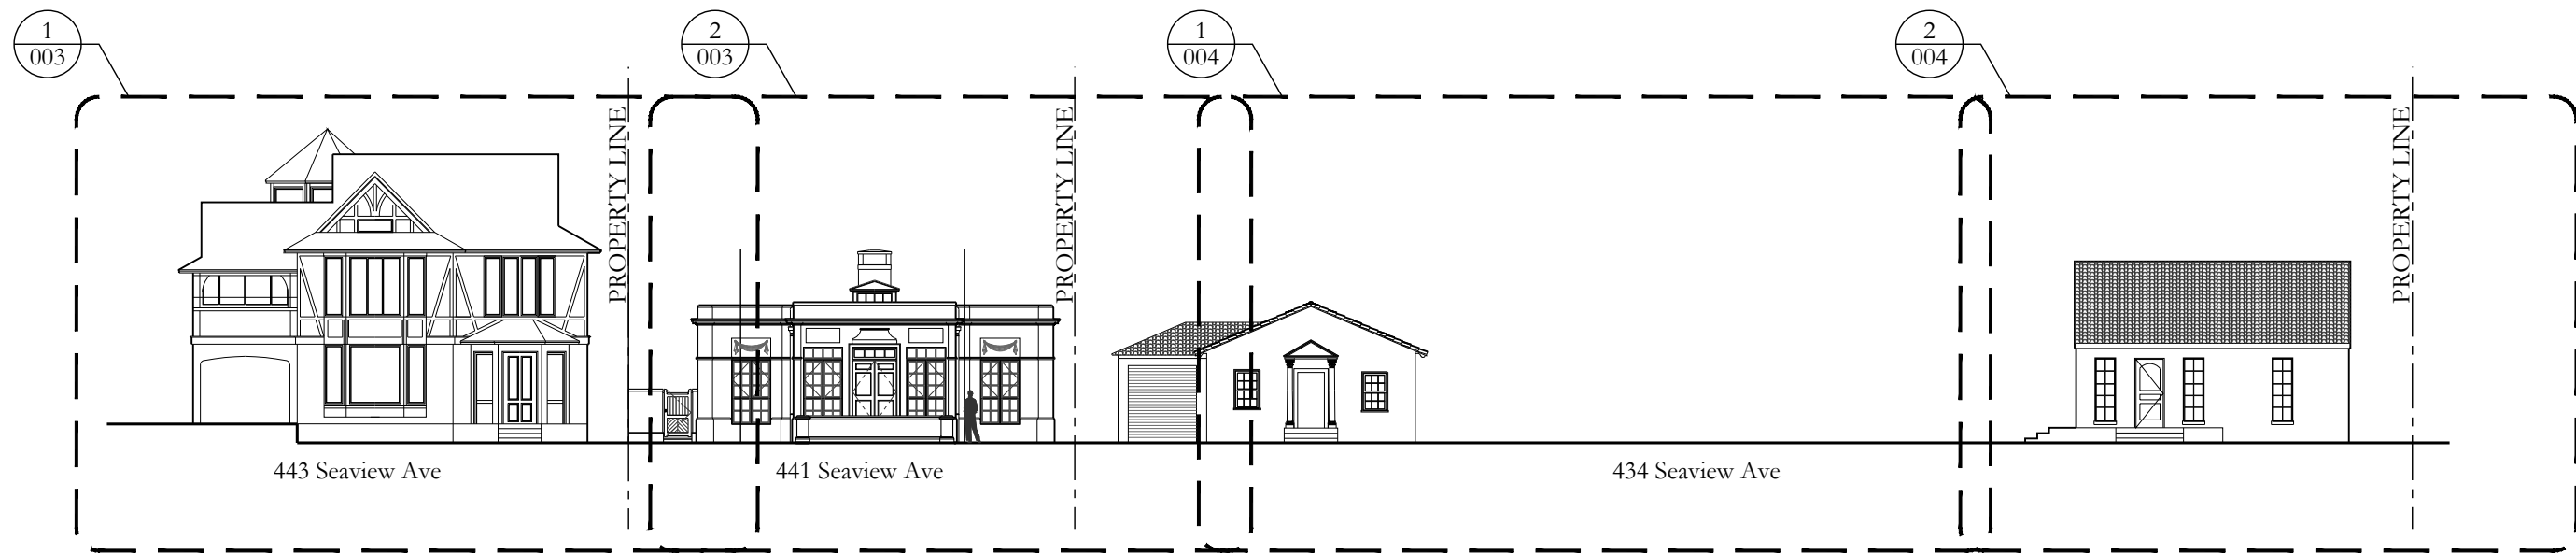 1
003
2
003
1
004
2
004
PROPERTY LINE
PROPERTY LINE
PROPERTY LINE
443 Seaview Ave
441 Seaview Ave
434 Seaview Ave